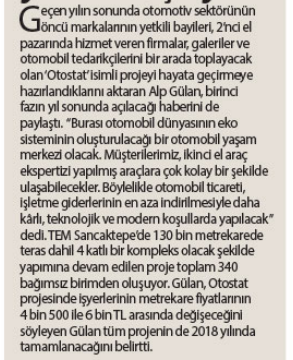 Geçen yılın sonunda otomotiv sektörünün
öncü markalarının yetkili bayileri, 2'nci el
pazarında hizmet veren firmalar, galeriler ve
otomobil tedarikçilerini bir arada toplayacak
olan 'Otostat' isimli projeyi hayata geçirmeye
hazırlandıklarını aktaran Alp Gülan, birinci
fazın yıl sonunda açılacağı haberini de
paylaştı. "Burası otomobil dünyasının eko
sisteminin oluşturulacağı bir otomobil yaşam
merkezi olacak. Müşterilerimiz, ikinci el araç
ekspertizi yapılmış araçlara çok kolay bir şekilde
ulaşabilecekler. Böylelikle otomobil ticareti,
işletme giderlerinin en aza indirilmesiyle daha
kârlı, teknolojik ve modern koşullarda yapılacak"
dedi. TEM Sancaktepe'de 130 bin metrekarede
teras dahil 4 katlı bir kompleks olacak şekilde
yapımına devam edilen proje toplam 340
bağımsız birimden oluşuyor. Gülan, Otostat
projesinde işyerlerinin metrekare fiyatlarının
4 bin 500 ile 6 bin TL arasında değişeceğini
söyleyen Gülan tüm projenin de 2018 yılında
tamamlanacağını belirtti.